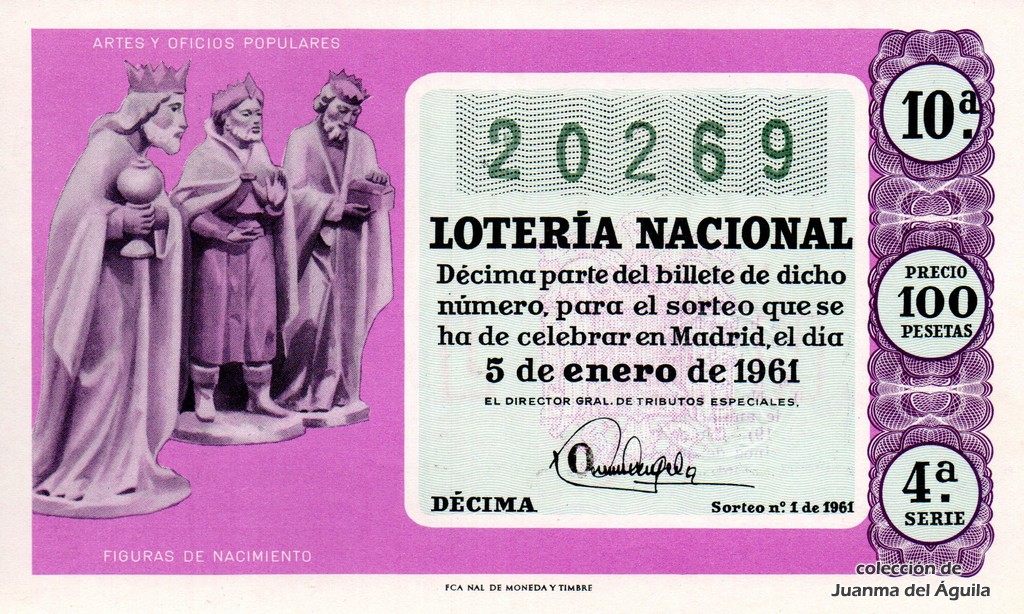 ARTES Y OFICIOS POPULARES
20269
LOTERÍA NACIONAL
Décima parte del billete de dicho
número, para el sorteo que se
ha de celebrar en Madrid, el día
5 de enero de 1961
EL DIRECTOR GRAL. DE TRIBUTOS ESPECIALES,
DÉCIMA
Sorteo nº. 1 de 1961
10ª.
PRECIO
100
PESETAS
4ª.
SERIE
FIGURAS DE NACIMIENTO
FCA NAL DE MONEDA Y TIMBRE
colección de
Juanma del Águila